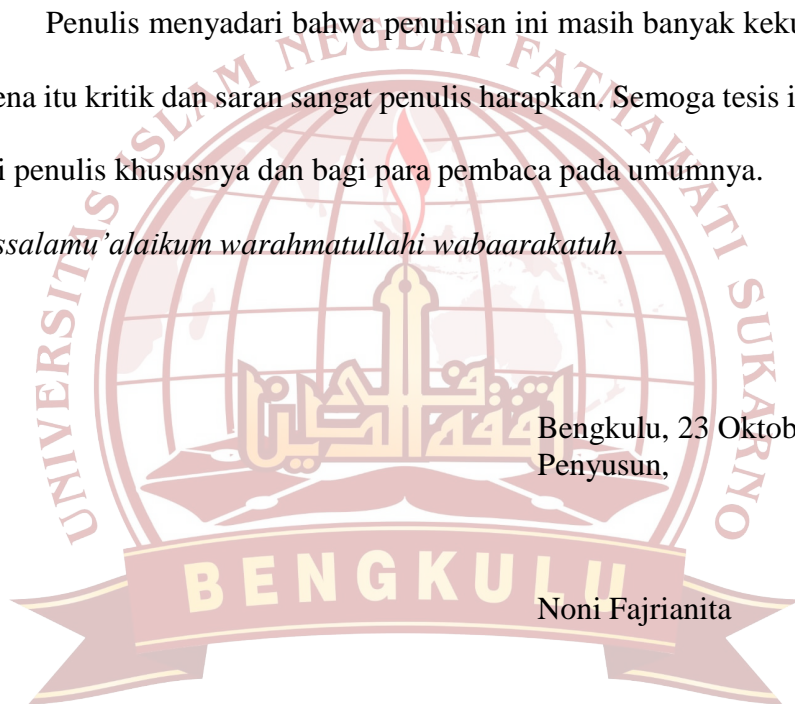 Penulis menyadari bahwa penulisan ini masih banyak keku
ena itu kritik dan saran sangat penulis harapkan. Semoga tesis i
i penulis khususnya dan bagi para pembaca pada umumnya.
ssalamu’alaikum warahmatullahi wabaarakatuh.
UNIVERSITAS ISLAM NEGERI FATMAWATI SUKARNO
Bengkulu, 23 Oktob
Penyusun,
BENGKULU
Noni Fajrianita